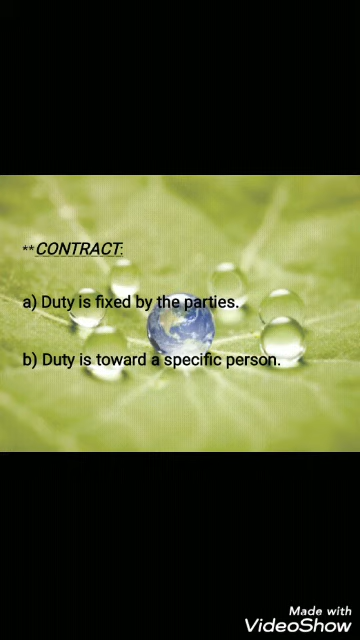 **CONTRACT:
a) Duty is fixed by the parties.
b) Duty is toward a specific person.
Made with
VideoShow